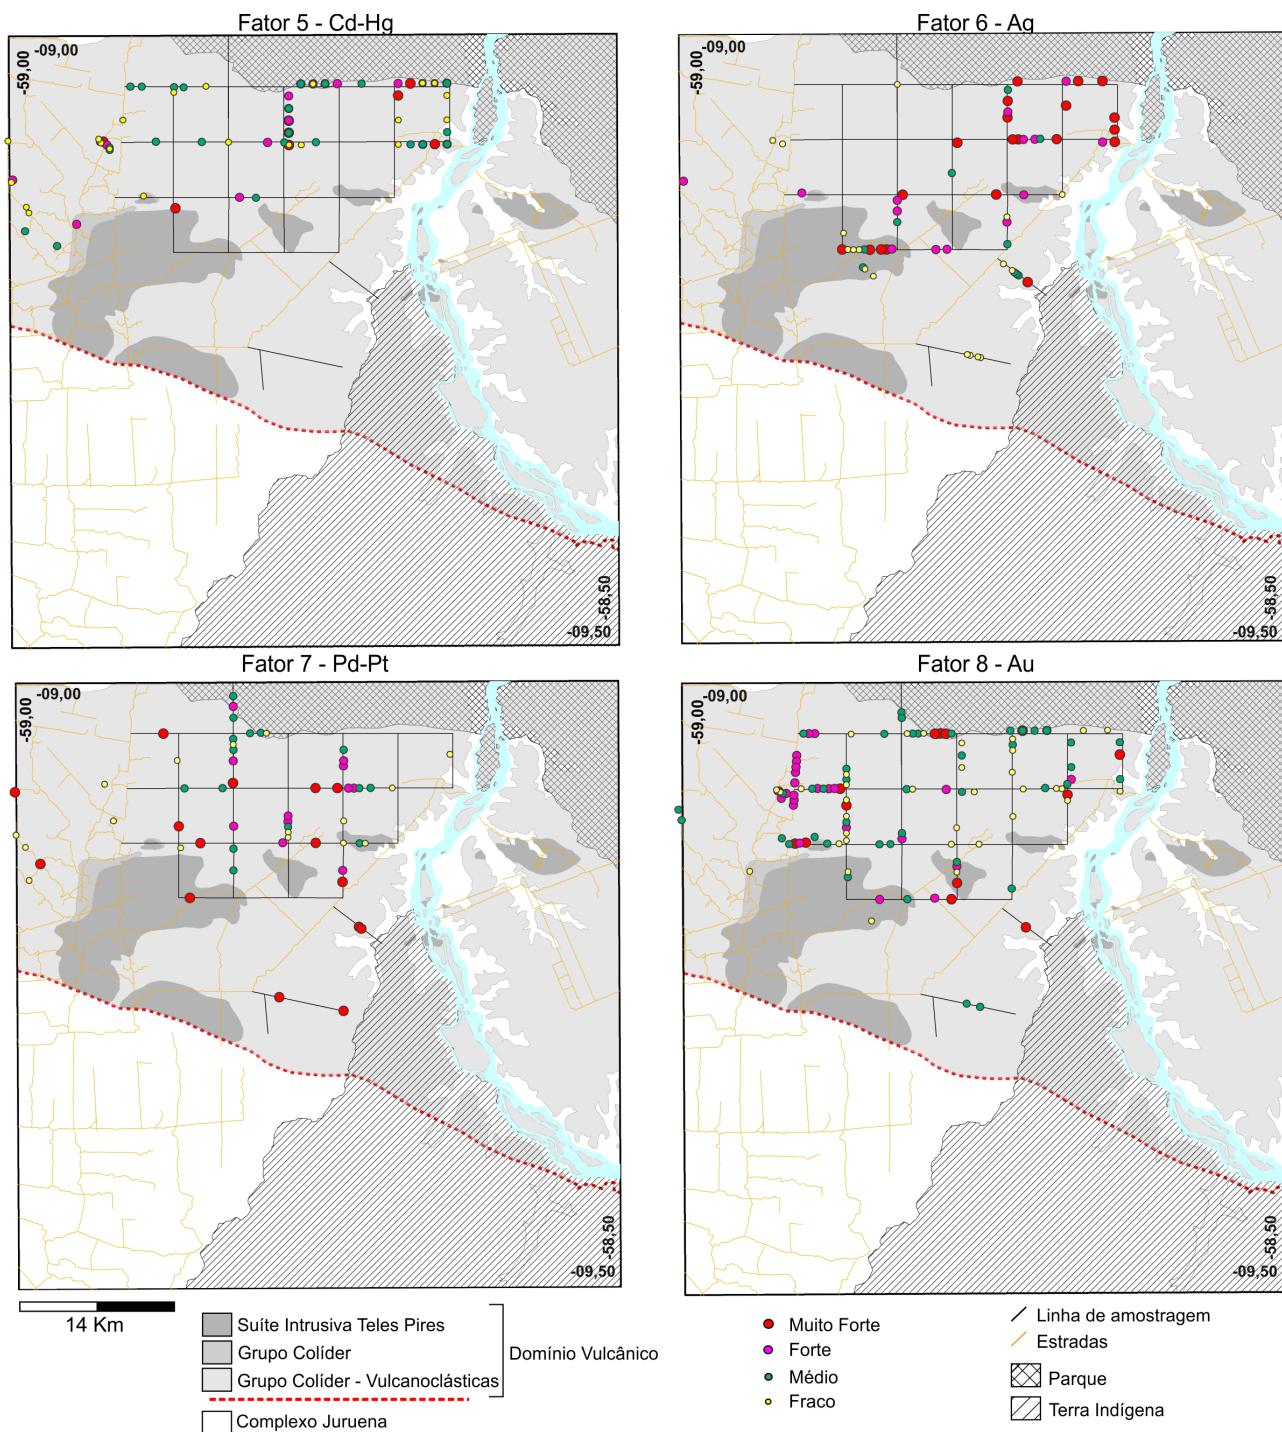 Fator 5 - Cd-Hg
-09,00
-59,00
-58,50
-09,50
Fator 6 - Ag
-09,00
-59,00
-58,50
-09,50
Fator 7 - Pd-Pt
-09,00
-59,00
-58,50
-09,50
Fator 8 - Au
-09,00
-59,00
-58,50
-09,50
14 Km
Suíte Intrusiva Teles Pires
Grupo Colíder
Grupo Colíder - Vulcanoclásticas
Domínio Vulcânico
Complexo Juruena
Muito Forte
Forte
Médio
Fraco
Linha de amostragem
Estradas
Parque
Terra Indígena